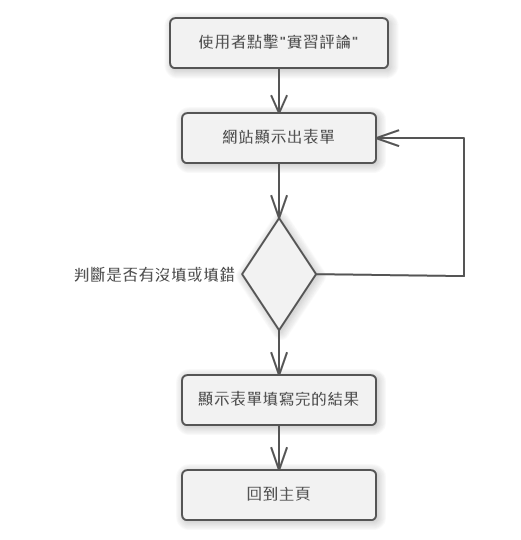 使用者點擊"實習評論"
網站顯示出表單
判斷是否有沒填或填錯
顯示表單填寫完的結果
回到主頁